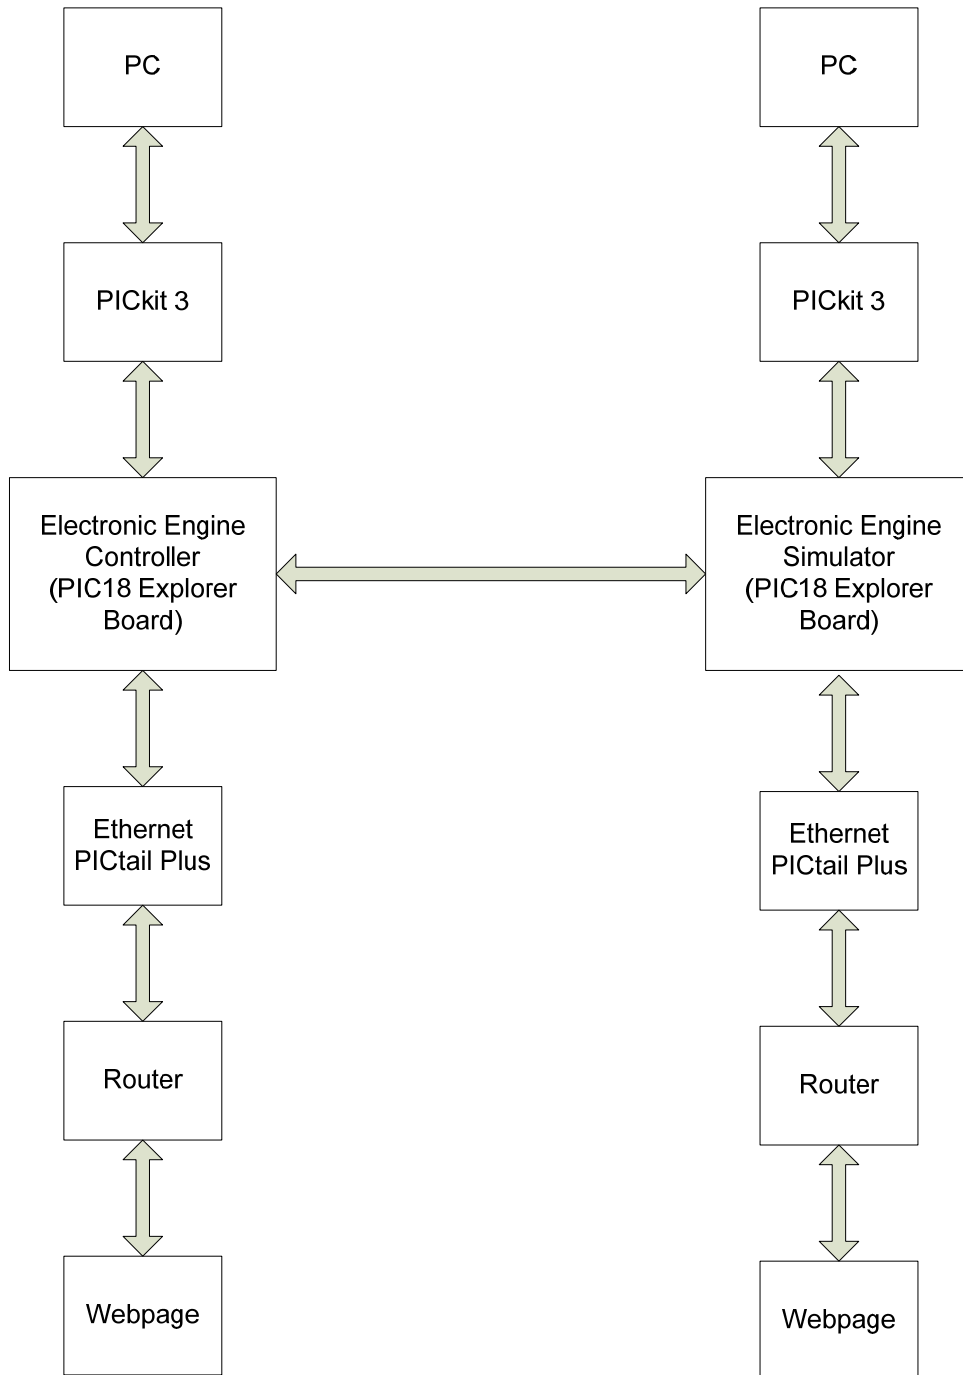 PC
PICkit 3
Electronic Engine
Controller
(PIC18 Explorer
Board)
Ethernet
PICtail Plus
Router
Webpage
PC
PICkit 3
Electronic Engine
Simulator
(PIC18 Explorer
Board)
Ethernet
PICtail Plus
Router
Webpage